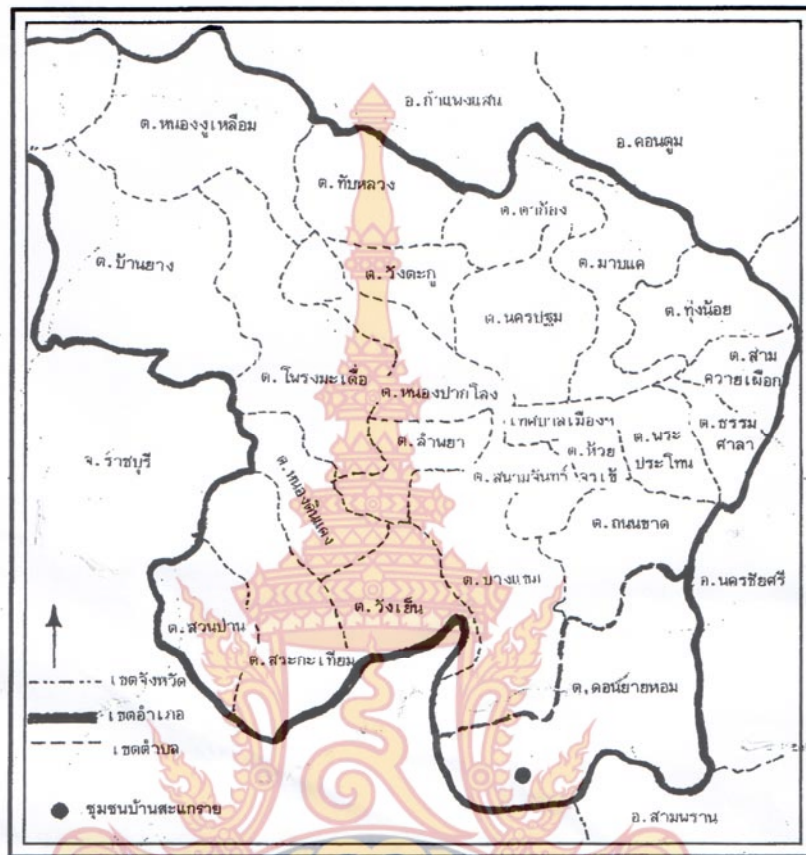 อ.กำแพงแสน
ต.หนองงูเหลือม
อ.ดอนตูม
ต.ทัพหลวง
ต.ตาก้อง
ต.บ้านยาง
ต.วังตะกู
ต.มาบแค
ต.นครปฐม
ต.ทุ่งน้อย
ต.สาม
ควายเผือก
ต.โพรงมะเดื่อ
ต.หนองปากโลง
เทศบาลเมืองฯ
ต.ธรรม
ศาลา
ต.พระ
ประโทน
ต.ลำพยา
ต.ห้วย
จรเข้
จ.ราชบุรี
ต.สนามจันทร์
ต.หนองดินแดง
ต.ถนนขาด
ต.บางแขม
อ.นครชัยศรี
ต.วังเย็น
ต.สวนป่าน
ต.สระกะเทียม
ต.ดอนยายหอม
เขตจังหวัด
เขตอำเภอ
เขตตำบล
ชุมชนบ้านสะแกราย
อ.สามพราน